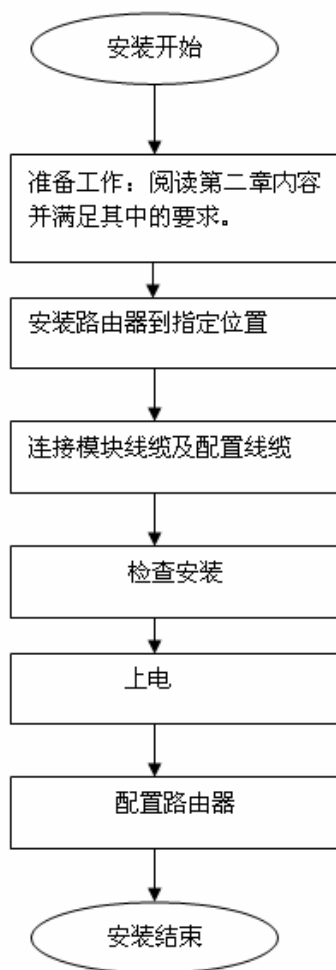 安装开始
准备工作：阅读第二章内容
并满足其中的要求。
安装路由器到指定位置
连接模块线缆及配置线缆
检查安装
上电
配置路由器
安装结束